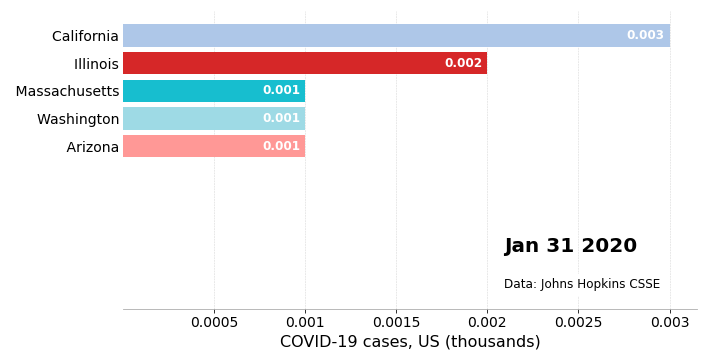 California 0.003
Illinois 0.002
Massachusetts 0.001
Washington 0.001
Arizona 0.001
Jan 31 2020
Data: Johns Hopkins CSSE
0.0005 0.001 0.0015 0.002 0.0025 0.003
COVID-19 cases, US (thousands)